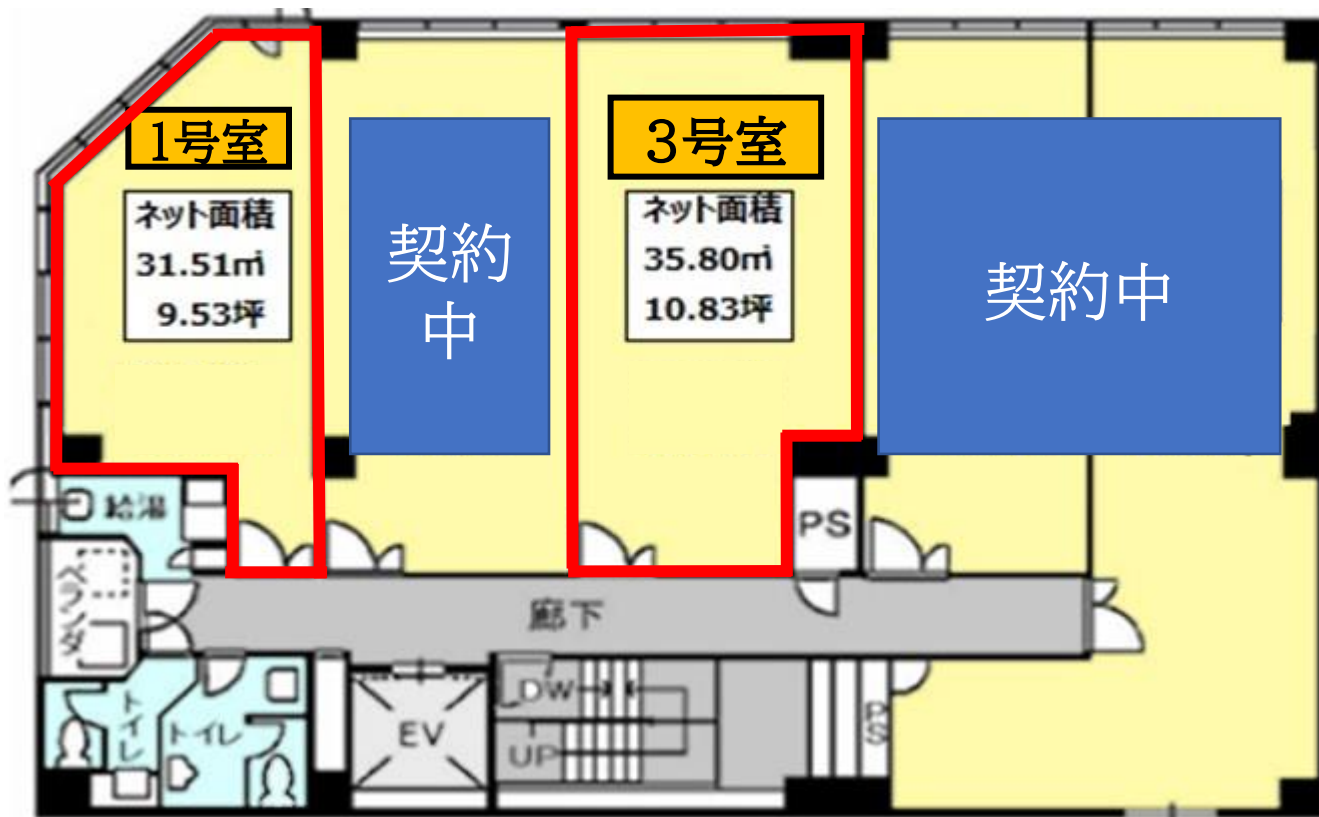 1号室
ネット面積
31.51㎡
9.53坪
契約
中
3号室
ネット面積
35.80㎡
10.83坪
契約中
給湯
PS
ベランダ
廊下
トイレ
トイレ
EV
DW
UP
PS